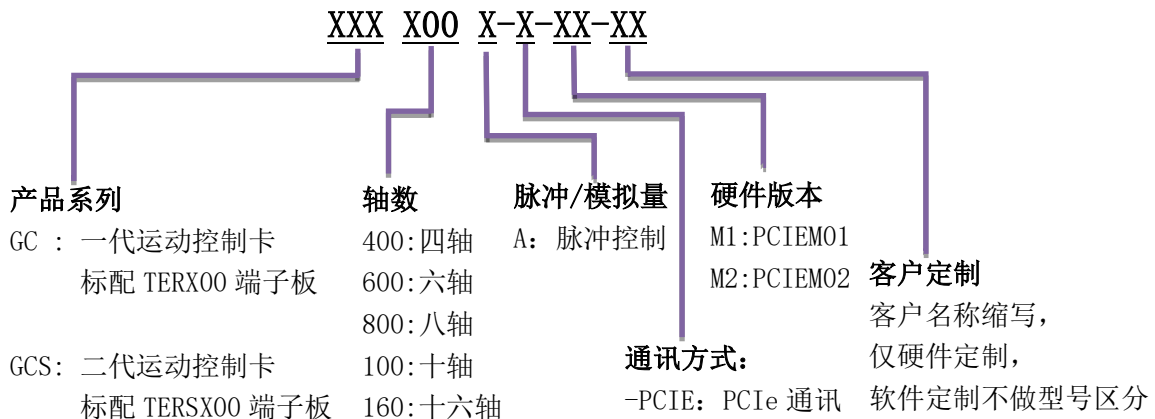 XXX X00 X-X-XX-XX
产品系列
GC : 一代运动控制卡
标配 TERX00 端子板
GCS: 二代运动控制卡
标配 TERSX00 端子板
轴数
400:四轴
600:六轴
800:八轴
100:十轴
160:十六轴
脉冲/模拟量
A: 脉冲控制
通讯方式:
-PCIE: PCIe 通讯
硬件版本
M1:PCIEM01
M2:PCIEM02
客户定制
客户名称缩写,
仅硬件定制,
软件定制不做型号区分